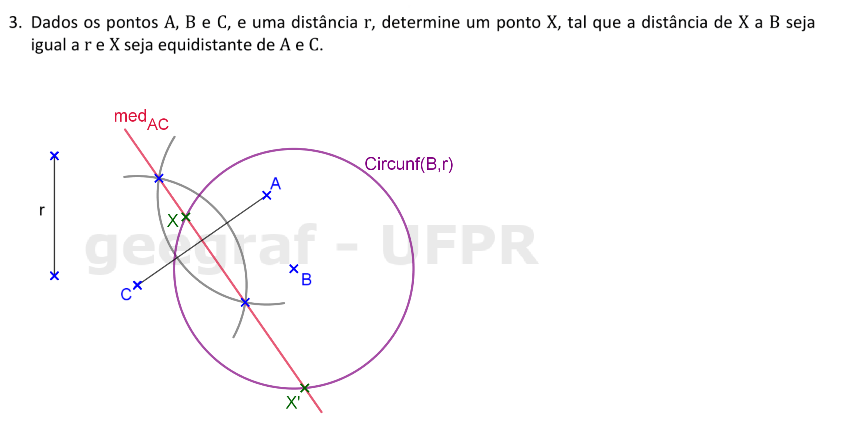 3. Dados os pontos A, B e C, e uma distância r, determine um ponto X, tal que a distância de X a B seja
igual a r e X seja equidistante de A e C.
med AC
Circunf(B,r)
A
r
X
geograf - UFPR
B
C
X'